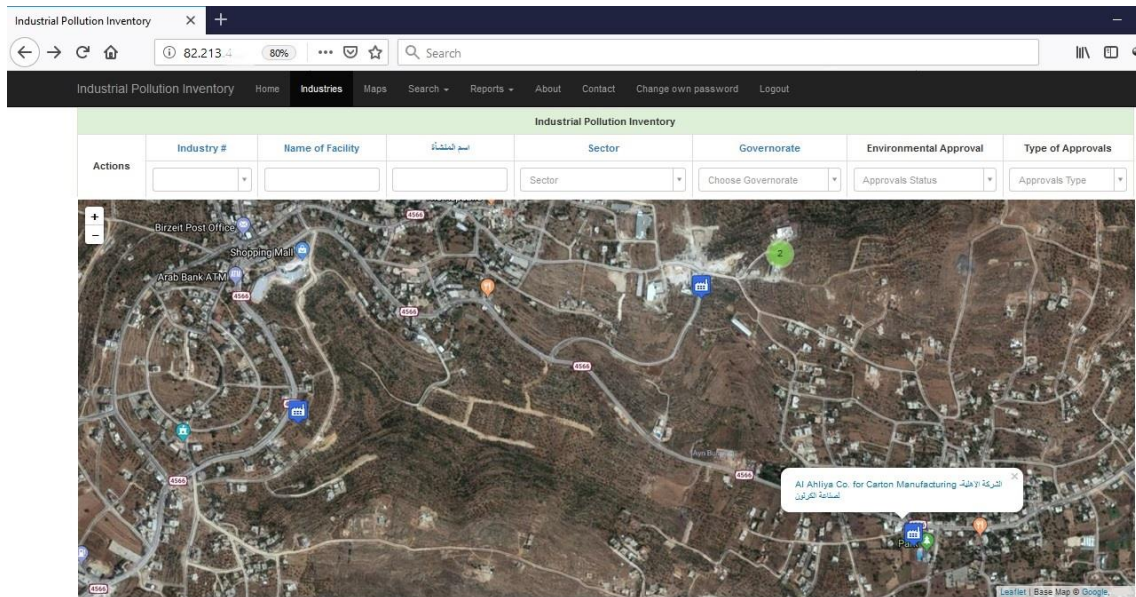 Industrial Pollution Inventory
82.213.4
80%
Search
Industrial Pollution Inventory Home Industries Maps Search Reports About Contact Change own password Logout
Industrial Pollution Inventory
Actions
Industry # Name of Facility اسم المنشأة Sector Governorate Environmental Approval Type of Approvals
Sector Choose Governorate Approvals Status Approvals Type
+
−
4566
Birzeit Post Office
Shopping Mall
2
Arab Bank ATM
4566
4566
4566
4566
4566
Al Ahliya Co. for Carton Manufacturing -الشركة الاهلية
لصناعة الكرتون
4566
Leaflet | Base Map © Google,